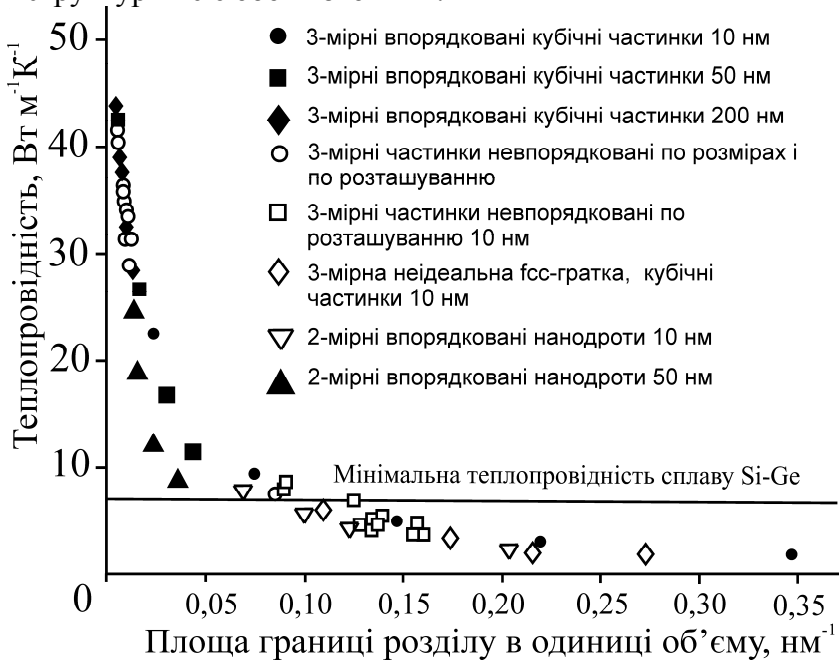 50
40
30
20
10
0
Теплопровідність, Вт м⁻¹К⁻¹
3-мірні впорядковані кубічні частинки 10 нм
3-мірні впорядковані кубічні частинки 50 нм
3-мірні впорядковані кубічні частинки 200 нм
3-мірні частинки невпорядковані по розмірах і
по розташуванню
3-мірні частинки невпорядковані по
розташуванню 10 нм
3-мірна неідеальна fcc-гратка, кубічні
частинки 10 нм
2-мірні впорядковані нанодроти 10 нм
2-мірні впорядковані нанодроти 50 нм
Мінімальна теплопровідність сплаву Si-Ge
0,05 0,10 0,15 0,20 0,25 0,30 0,35
Площа границі розділу в одиниці об’єму, нм⁻¹